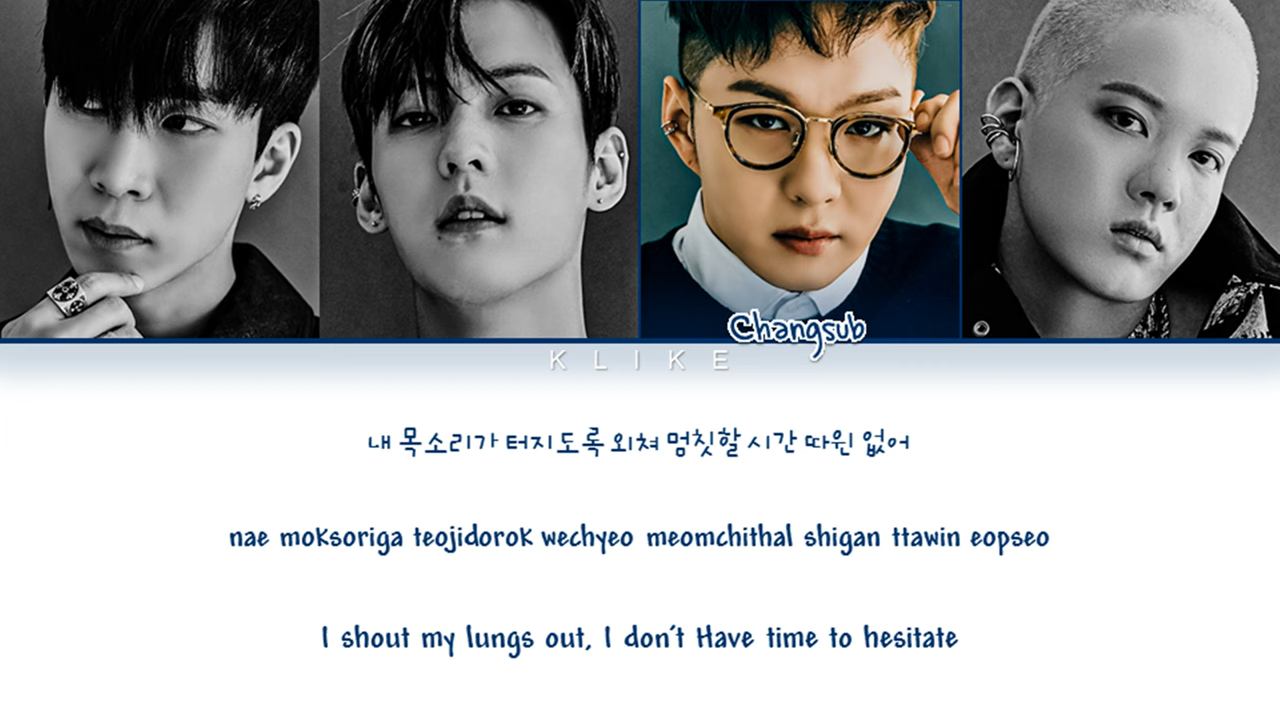 Changsub
KLIKE
내 목소리가 터지도록 외쳐 멈칫할 시간 따윈 없어
nae moksoriga teojidorok wechyeo meomchithal shigan ttawin eopseo
I shout my lungs out, I don't Have time to hesitate